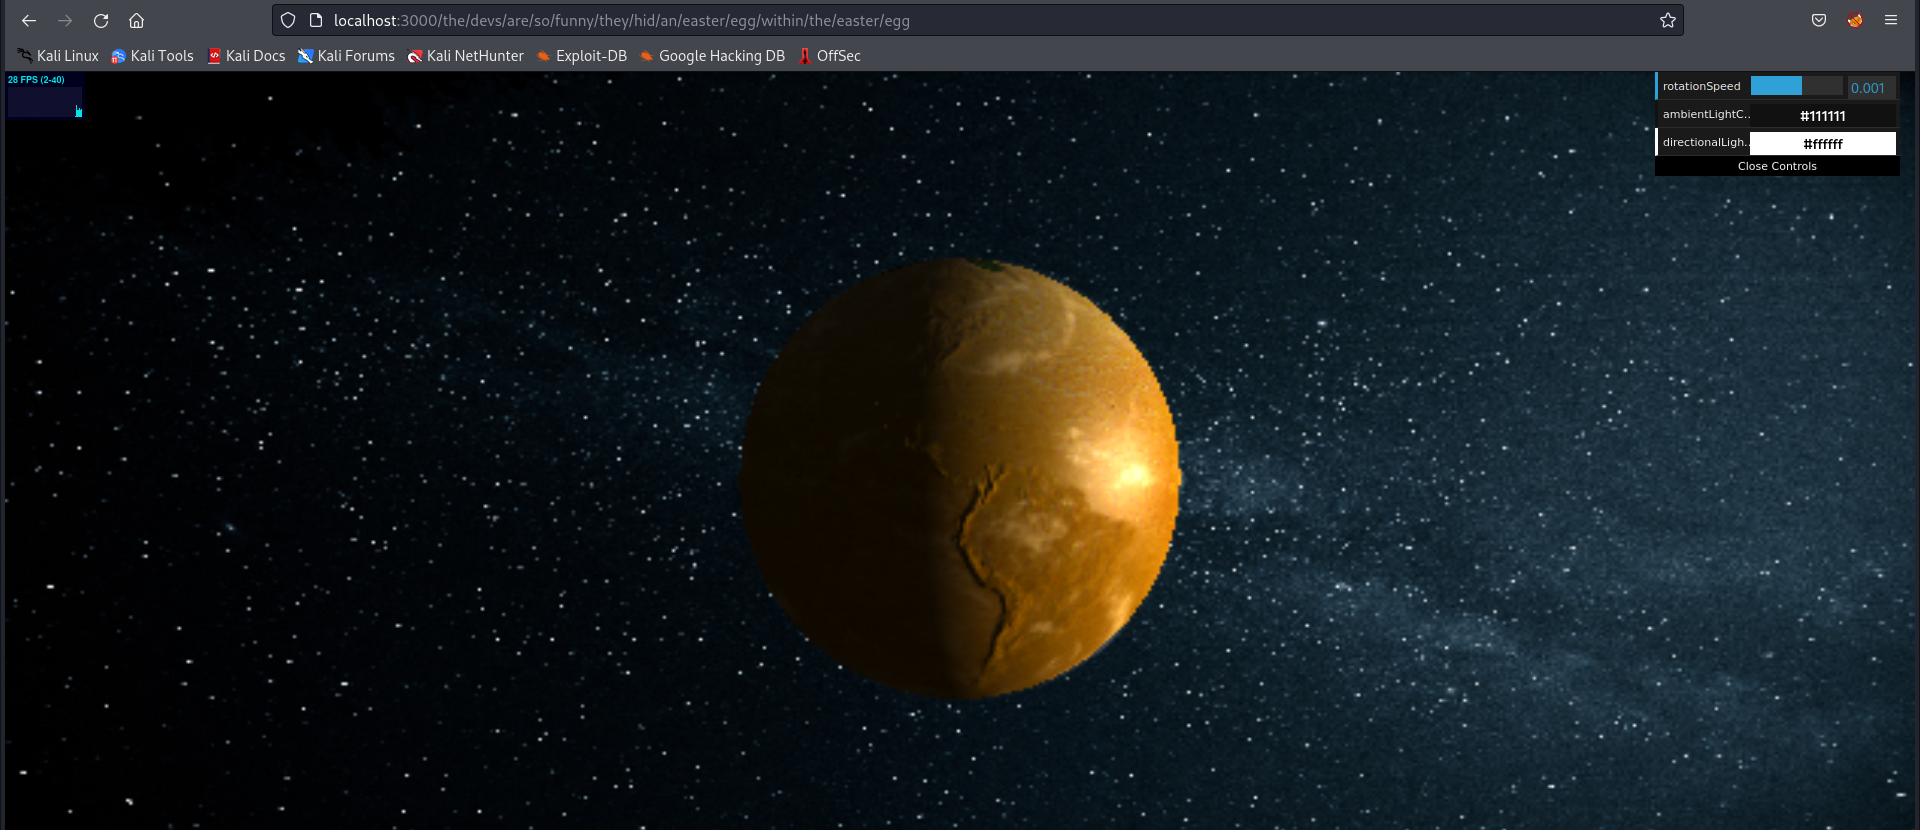 localhost:3000/the/devs/are/so/funny/they/hid/an/easter/egg/within/the/easter/egg
Kali Linux Kali Tools Kali Docs Kali Forums Kali NetHunter Exploit-DB Google Hacking DB OffSec
28 FPS (2-40)
rotationSpeed 0.001
ambientLightC.. #111111
directionalLigh.. #ffffff
Close Controls